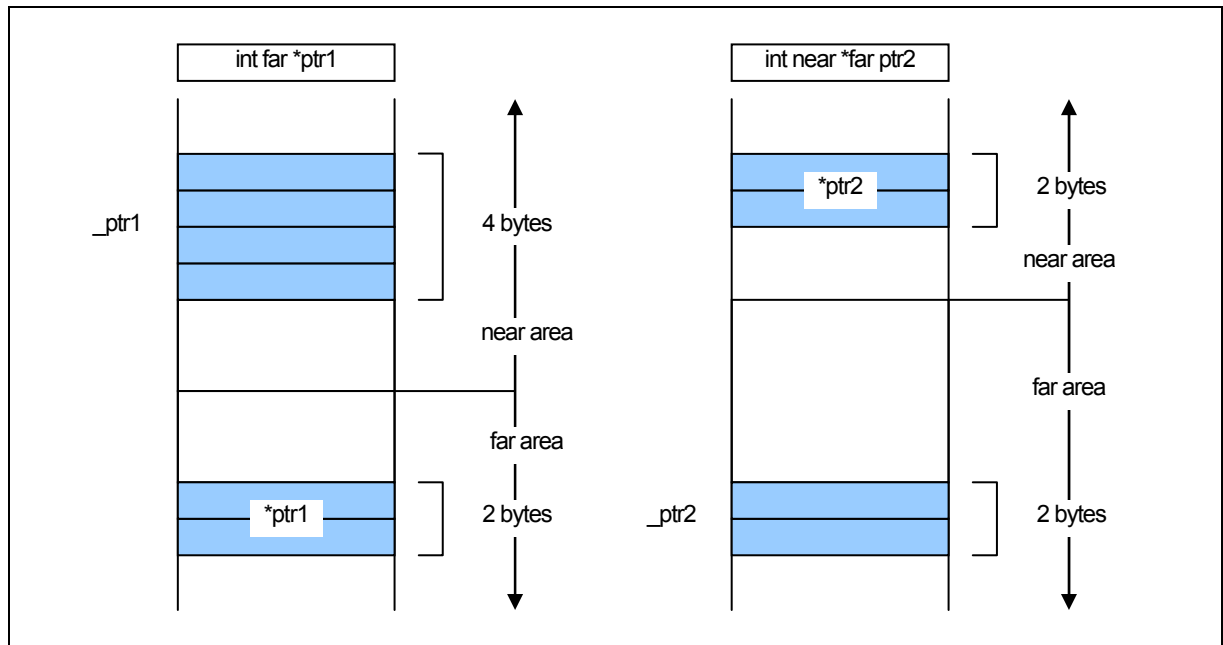 int far *ptr1
_ptr1
4 bytes
near area
far area
*ptr1
2 bytes
int near *far ptr2
*ptr2
2 bytes
near area
far area
_ptr2
2 bytes